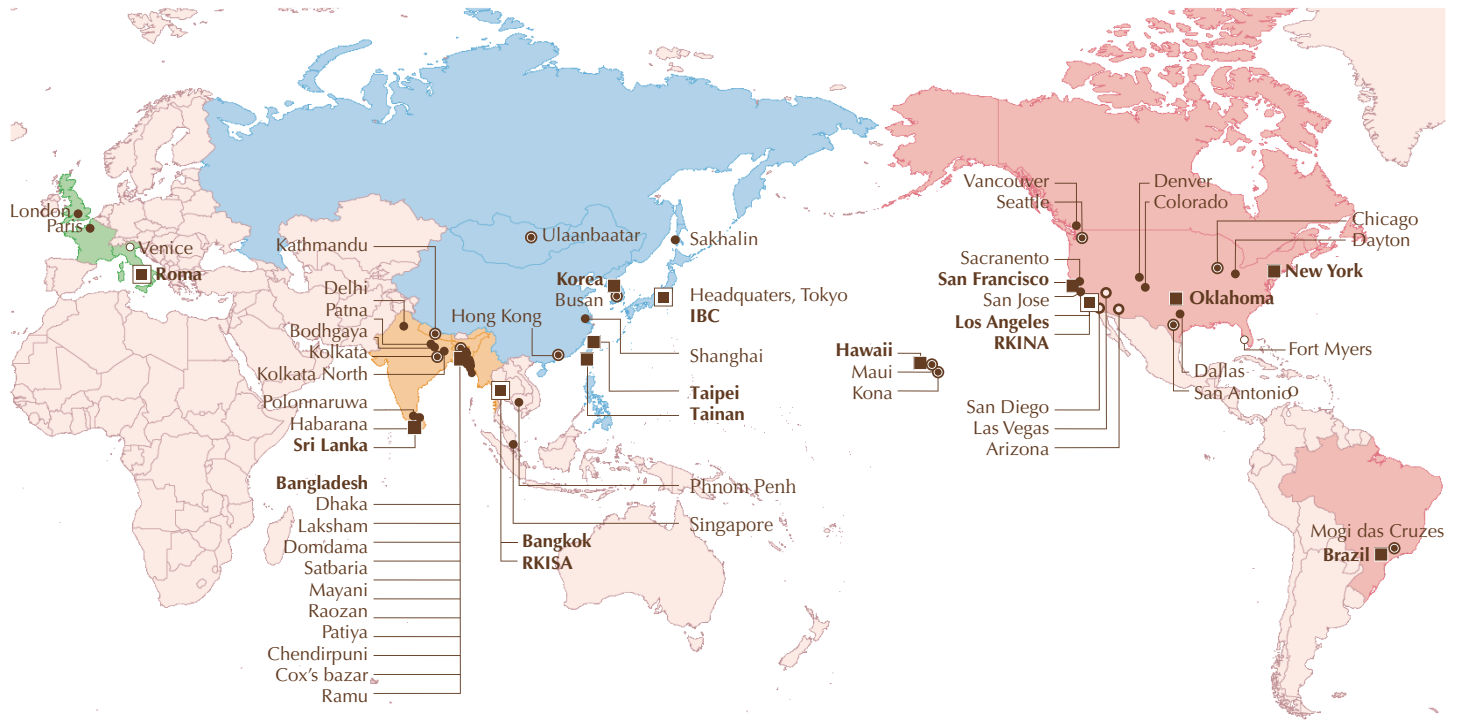 London
Paris
Venice
Roma
Kathmandu
Delhi
Patna
Bodhgaya
Kolkata
Kolkata North
Polonnaruwa
Habarana
Sri Lanka
Bangladesh
Dhaka
Laksham
Domdama
Satbaria
Mayani
Raozan
Patiya
Chendirpuni
Cox's bazar
Ramu
Ulaanbaatar
Sakhalin
Korea
Busan
Headquaters, Tokyo
IBC
Hong Kong
Shanghai
Taipei
Tainan
Phnom Penh
Singapore
Bangkok
RKISA
Hawaii
Maui
Kona
Vancouver
Seattle
Sacranento
San Francisco
San Jose
Los Angeles
RKINA
San Diego
Las Vegas
Arizona
Denver
Colorado
Chicago
Dayton
New York
Oklahoma
Fort Myers
Dallas
San Antonio
Mogi das Cruzes
Brazil